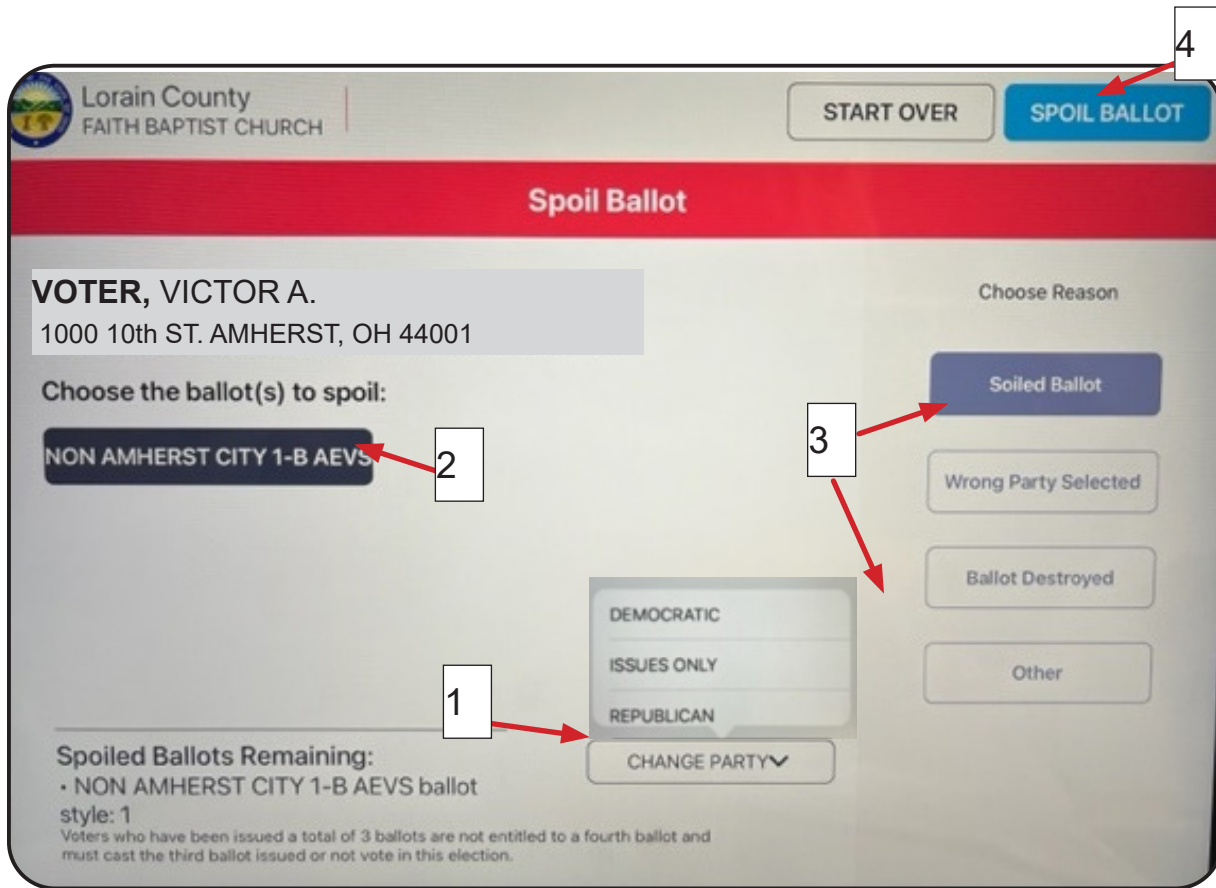 4
Lorain County
FAITH BAPTIST CHURCH
START OVER
SPOIL BALLOT
Spoil Ballot
VOTER, VICTOR A.
1000 10th ST. AMHERST, OH 44001
Choose Reason
Choose the ballot(s) to spoil:
Soiled Ballot
NON AMHERST CITY 1-B AEVS
2
3
Wrong Party Selected
Ballot Destroyed
DEMOCRATIC
ISSUES ONLY
REPUBLICAN
Other
1
CHANGE PARTY
Spoiled Ballots Remaining:
• NON AMHERST CITY 1-B AEVS ballot
style: 1
Voters who have been issued a total of 3 ballots are not entitled to a fourth ballot and
must cast the third ballot issued or not vote in this election.